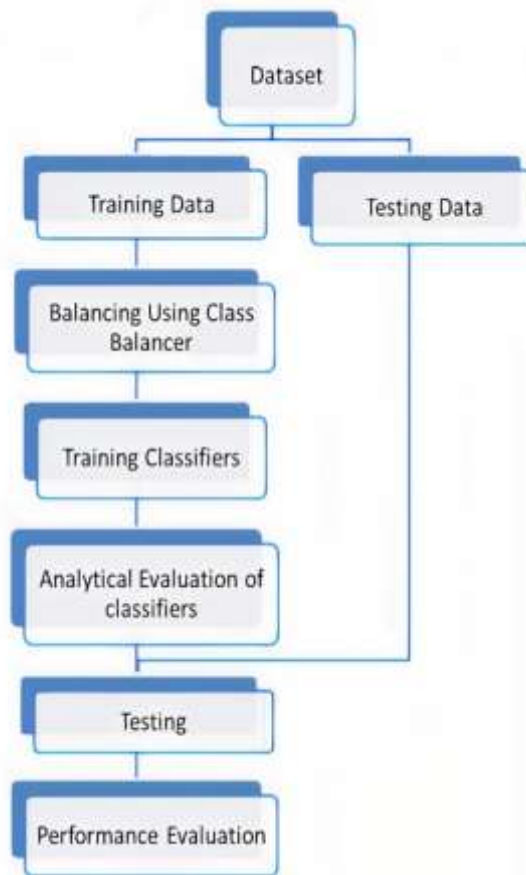 Dataset
Training Data
Testing Data
Balancing Using Class
Balancer
Training Classifiers
Analytical Evaluation of
classifiers
Testing
Performance Evaluation